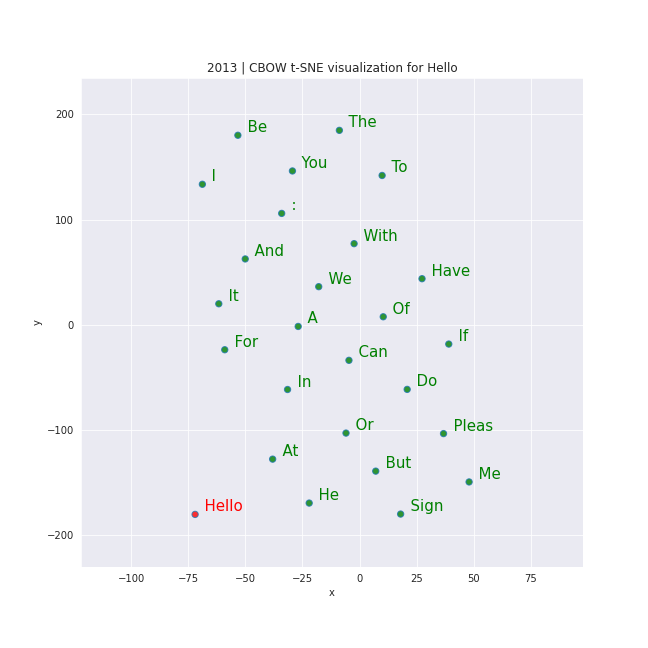 2013 | CBOW t-SNE visualization for Hello
200
100
0
−100
−200
y
Be
The
You
To
I
:
With
And
Have
We
It
Of
A
If
For
Can
In
Do
Or
Pleas
At
But
Me
He
Hello
Sign
−100
−75
−50
−25
0
25
50
75
x